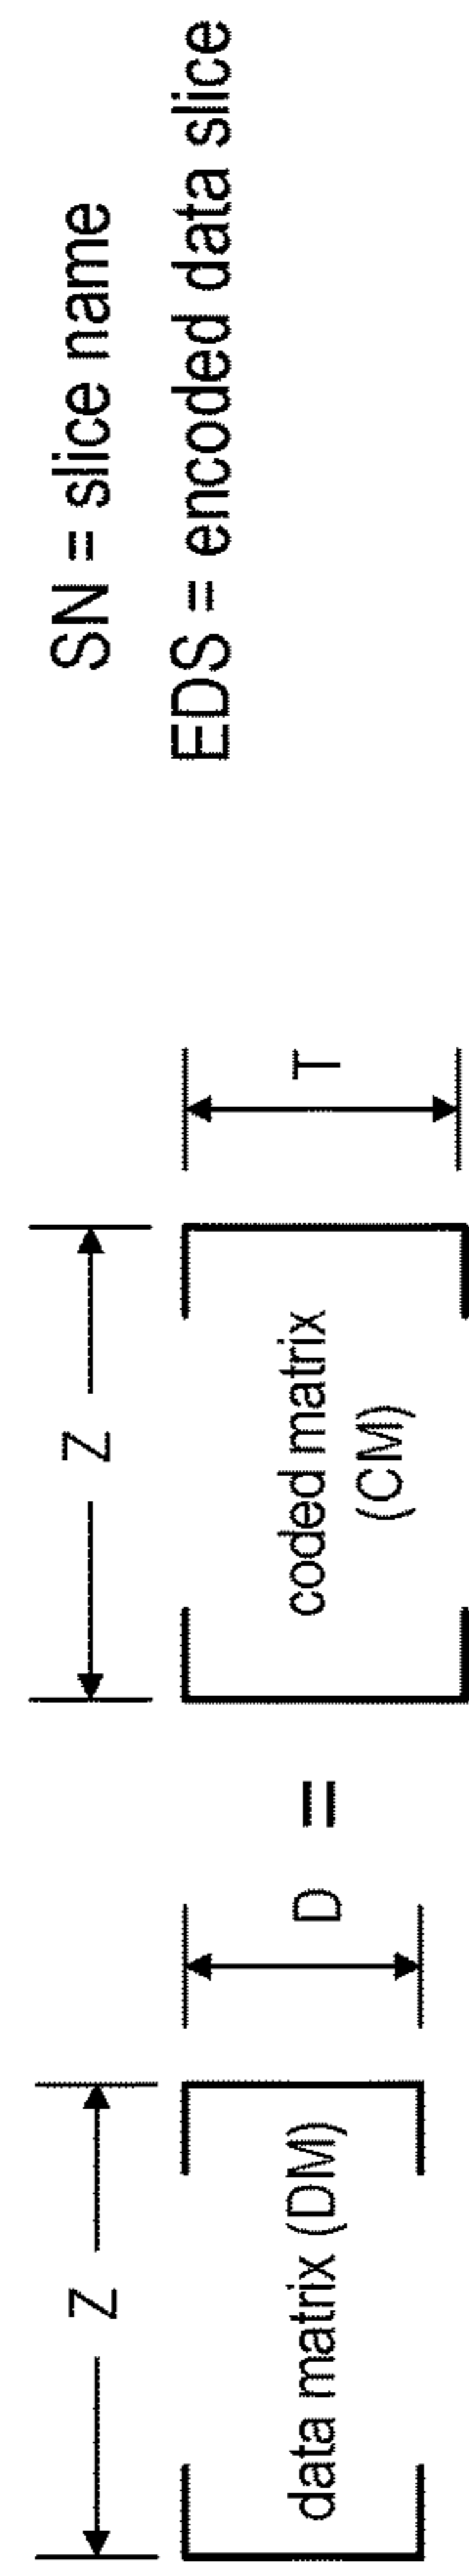 SN = slice name
EDS = encoded data slice
Z
Z
data matrix (DM)
D
=
coded matrix
(CM)
T